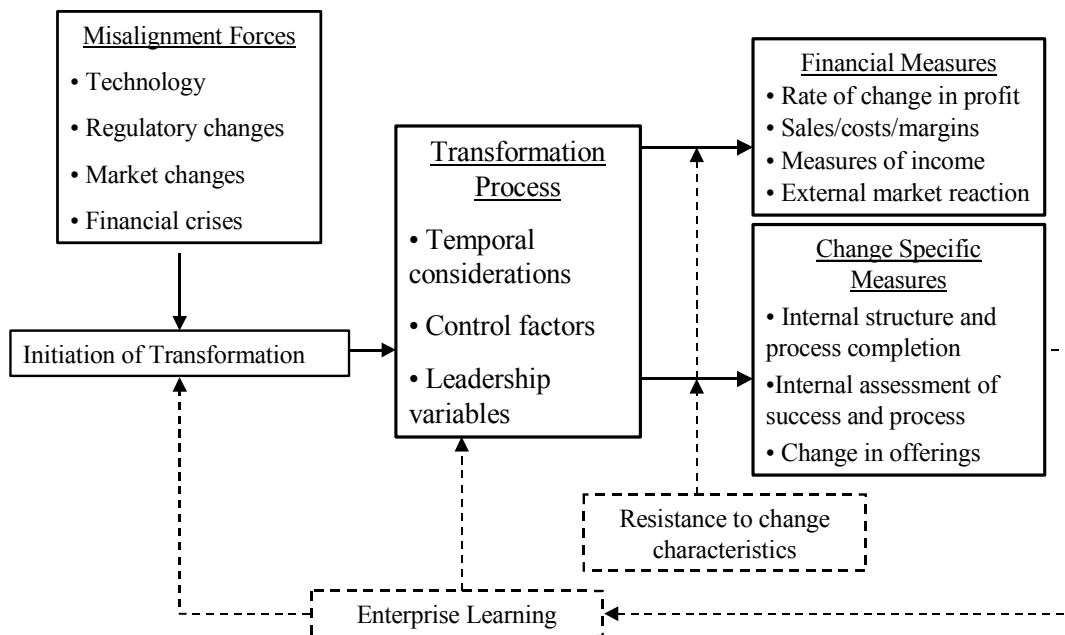 Misalignment Forces
• Technology
• Regulatory changes
• Market changes
• Financial crises
Initiation of Transformation
Transformation
Process
• Temporal
considerations
• Control factors
• Leadership
variables
Financial Measures
• Rate of change in profit
• Sales/costs/margins
• Measures of income
• External market reaction
Change Specific
Measures
• Internal structure and
process completion
•Internal assessment of
success and process
• Change in offerings
Resistance to change
characteristics
Enterprise Learning